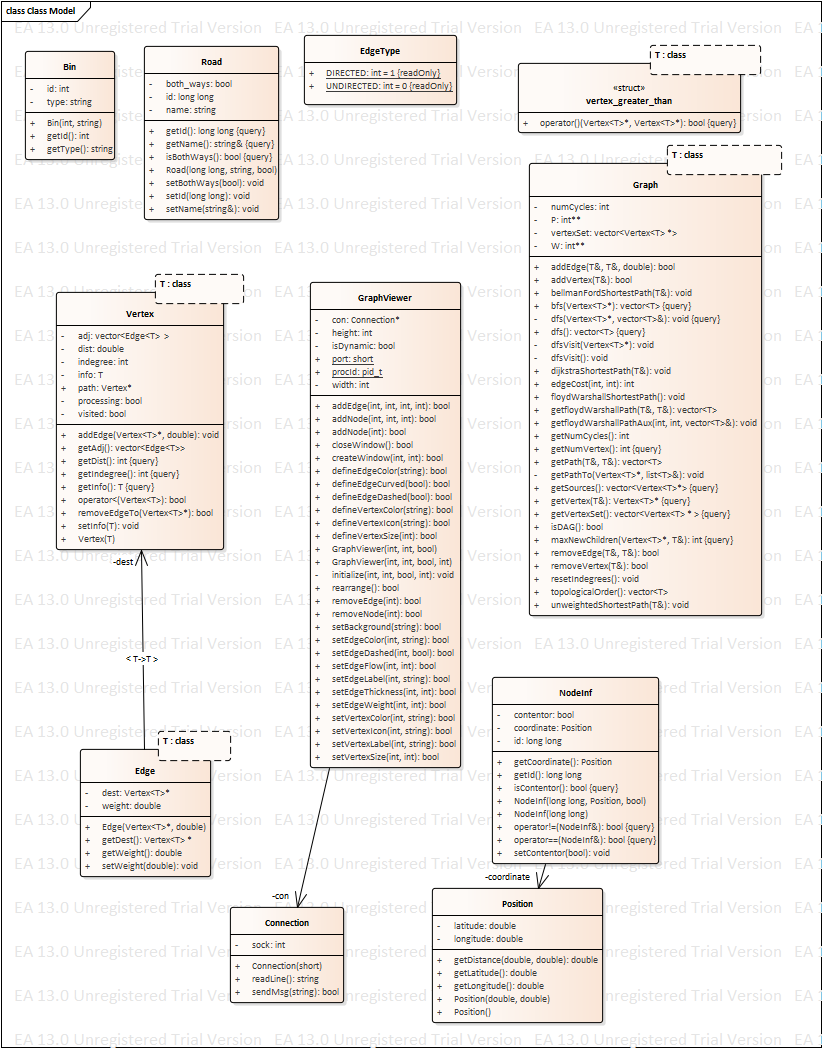 class Class Model
Bin
- id: int
- type: string
+ Bin(int, string)
+ getId(): int
+ getType(): string
Road
- both_ways: bool
- id: long long
- name: string
+ getId(): long long {query}
+ getName(): string& {query}
+ isBothWays(): bool {query}
+ Road(long long, string, bool)
+ setBothWays(bool): void
+ setId(long long): void
+ setName(string&): void
EdgeType
+ DIRECTED: int = 1 {readOnly}
+ UNDIRECTED: int = 0 {readOnly}
T : class
«struct»
vertex_greater_than
+ operator()(Vertex<T>*, Vertex<T>*): bool {query}
T : class
Graph
- numCycles: int
- P: int**
- vertexSet: vector<Vertex<T> *>
- W: int**
+ addEdge(T&, T&, double): bool
+ addVertex(T&): bool
+ bellmanFordShortestPath(T&): void
+ bfs(Vertex<T>*): vector<T> {query}
- dfs(Vertex<T>*, vector<T>&): void {query}
+ dfs(): vector<T> {query}
- dfsVisit(Vertex<T>*): void
- dfsVisit(): void
+ dijkstraShortestPath(T&): void
+ edgeCost(int, int): int
+ floydWarshallShortestPath(): void
+ getfloydWarshallPath(T&, T&): vector<T>
+ getfloydWarshallPathAux(int, int, vector<T>&): void
+ getNumCycles(): int
+ getNumVertex(): int {query}
+ getPath(T&, T&): vector<T>
- getPathTo(Vertex<T>*, list<T>&): void
+ getSources(): vector<Vertex<T>*> {query}
+ getVertex(T&): Vertex<T>* {query}
+ getVertexSet(): vector<Vertex<T> * > {query}
+ isDAG(): bool
+ maxNewChildren(Vertex<T>*, T&): int {query}
+ removeEdge(T&, T&): bool
+ removeVertex(T&): bool
+ resetIndegrees(): void
+ topologicalOrder(): vector<T>
+ unweightedShortestPath(T&): void
T : class
Vertex
- adj: vector<Edge<T> >
- dist: double
- indegree: int
- info: T
+ path: Vertex*
- processing: bool
- visited: bool
+ addEdge(Vertex<T>*, double): void
+ getAdj(): vector<Edge<T>>
+ getDist(): int {query}
+ getIndegree(): int {query}
+ getInfo(): T {query}
+ operator<(Vertex<T>): bool
+ removeEdgeTo(Vertex<T>*): bool
+ setInfo(T): void
+ Vertex(T)
GraphViewer
- con: Connection*
- height: int
- isDynamic: bool
+ port: short
+ procId: pid_t
- width: int
+ addEdge(int, int, int, int): bool
+ addNode(int, int, int): bool
+ addNode(int): bool
+ closeWindow(): bool
+ createWindow(int, int): bool
+ defineEdgeColor(string): bool
+ defineEdgeCurved(bool): bool
+ defineEdgeDashed(bool): bool
+ defineVertexColor(string): bool
+ defineVertexIcon(string): bool
+ defineVertexSize(int): bool
+ GraphViewer(int, int, bool)
+ GraphViewer(int, int, bool, int)
- initialize(int, int, bool, int): void
+ rearrange(): bool
+ removeEdge(int): bool
+ removeNode(int): bool
+ setBackground(string): bool
+ setEdgeColor(int, string): bool
+ setEdgeDashed(int, bool): bool
+ setEdgeFlow(int, int): bool
+ setEdgeLabel(int, string): bool
+ setEdgeThickness(int, int): bool
+ setEdgeWeight(int, int): bool
+ setVertexColor(int, string): bool
+ setVertexIcon(int, string): bool
+ setVertexLabel(int, string): bool
+ setVertexSize(int, int): bool
-dest
< T->T >
T : class
Edge
- dest: Vertex<T>*
- weight: double
+ Edge(Vertex<T>*, double)
+ getDest(): Vertex<T> *
+ getWeight(): double
+ setWeight(double): void
NodeInf
- contentor: bool
- coordinate: Position
- id: long long
+ getCoordinate(): Position
+ getId(): long long
+ isContentor(): bool {query}
+ NodeInf(long long, Position, bool)
+ NodeInf(long long)
+ operator!=(NodeInf&): bool {query}
+ operator==(NodeInf&): bool {query}
+ setContentor(bool): void
-con
-coordinate
Connection
- sock: int
+ Connection(short)
+ readLine(): string
+ sendMsg(string): bool
Position
- latitude: double
- longitude: double
+ getDistance(double, double): double
+ getLatitude(): double
+ getLongitude(): double
+ Position(double, double)
+ Position()
EA 13.0 Unregistered Trial Version